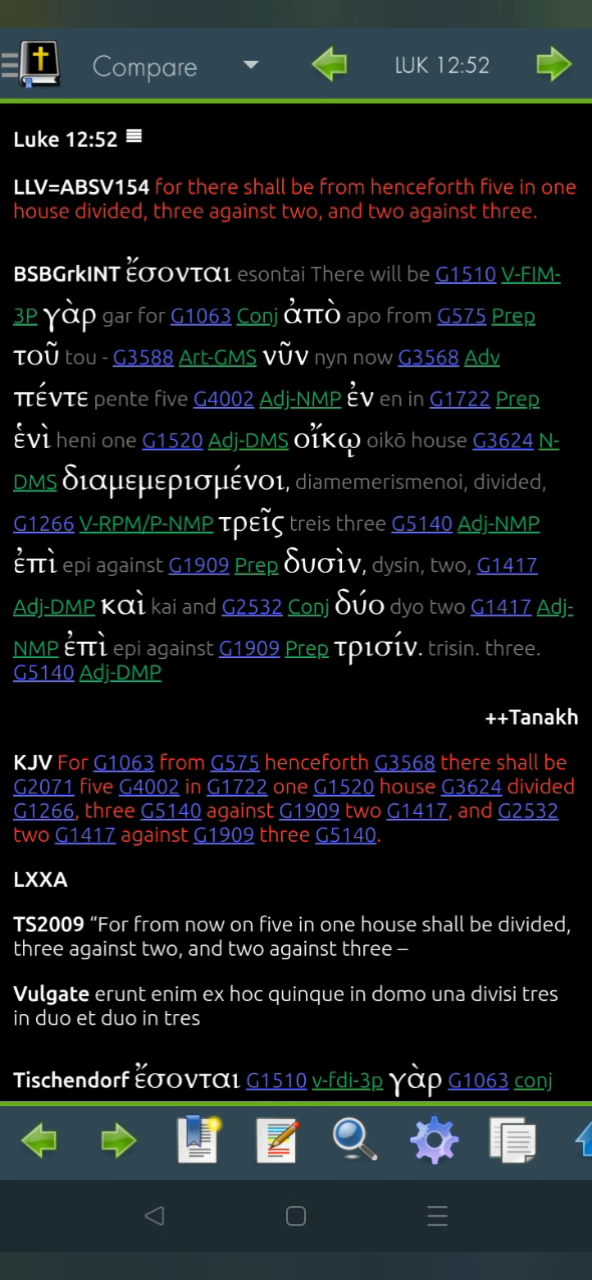 Compare
LUK 12:52
Luke 12:52
LLV=ABSV154 for there shall be from henceforth five in one
house divided, three against two, and two against three.
BSBGrkINT ἔσονται esontai There will be G1510 V-FIM-
3P γὰρ gar for G1063 Conj ἀπὸ apo from G575 Prep
τοῦ tou - G3588 Art-GMS νῦν nyn now G3568 Adv
πέντε pente five G4002 Adj-NMP ἐν en in G1722 Prep
ἑνὶ heni one G1520 Adj-DMS οἴκῳ oikō house G3624 N-
DMS διαμεμερισμένοι, diamemerismenoi, divided,
G1266 V-RPM/P-NMP τρεῖς treis three G5140 Adj-NMP
ἐπὶ epi against G1909 Prep δυσὶν, dysin, two, G1417
Adj-DMP καὶ kai and G2532 Conj δύο dyo two G1417 Adj-
NMP ἐπὶ epi against G1909 Prep τρισίν. trisin. three.
G5140 Adj-DMP
++Tanakh
KJV For G1063 from G575 henceforth G3568 there shall be
G2071 five G4002 in G1722 one G1520 house G3624 divided
G1266, three G5140 against G1909 two G1417, and G2532
two G1417 against G1909 three G5140.
LXXA
TS2009 “For from now on five in one house shall be divided,
three against two, and two against three –
Vulgate erunt enim ex hoc quinque in domo una divisi tres
in duo et duo in tres
Tischendorf ἔσονται G1510 v-fdi-3p γὰρ G1063 conj